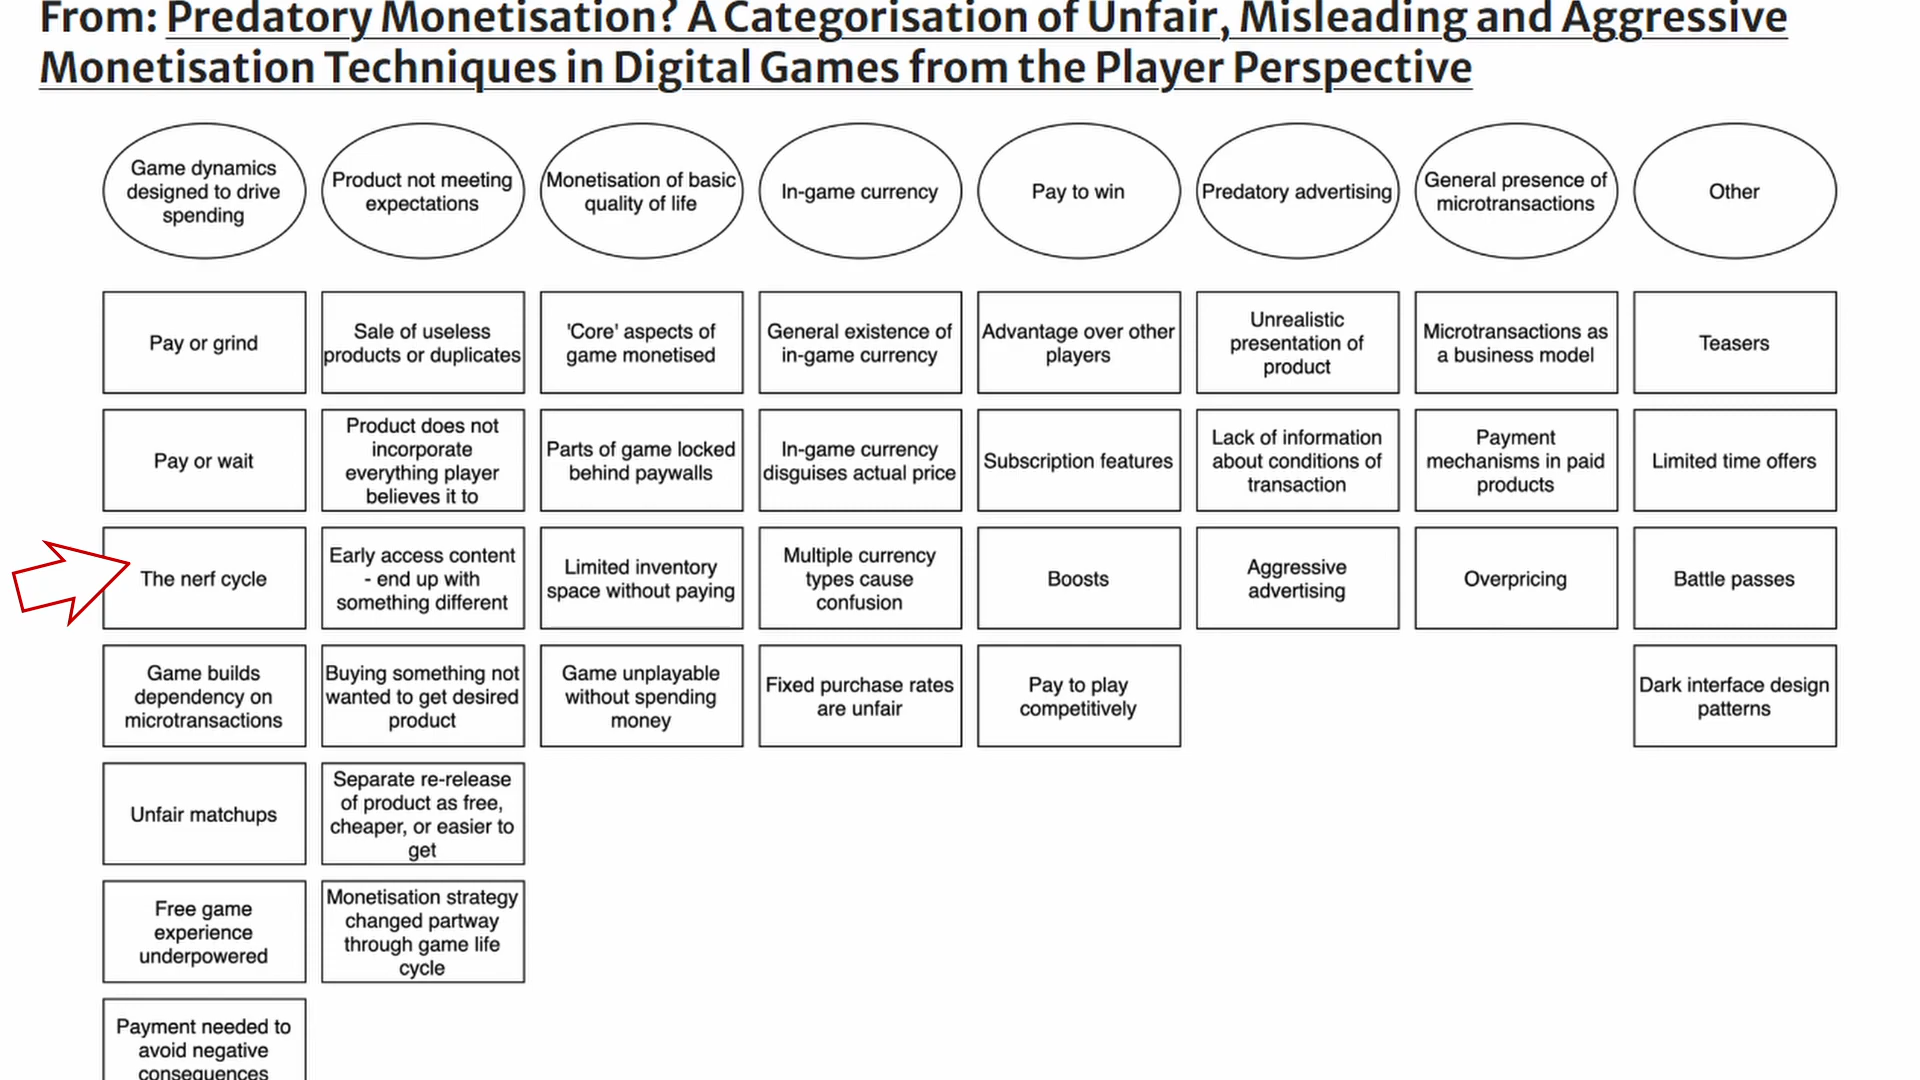 From: Predatory Monetisation? A Categorisation of Unfair, Misleading and Aggressive
Monetisation Techniques in Digital Games from the Player Perspective
Game dynamics
designed to drive
spending
Product not meeting
expectations
Monetisation of basic
quality of life
In-game currency
Pay to win
Predatory advertising
General presence of
microtransactions
Other
Pay or grind
Sale of useless
products or duplicates
'Core' aspects of
game monetised
General existence of
in-game currency
Advantage over other
players
Unrealistic
presentation of
product
Microtransactions as
a business model
Teasers
Pay or wait
Product does not
incorporate
everything player
believes it to
Parts of game locked
behind paywalls
In-game currency
disguises actual price
Subscription features
Lack of information
about conditions of
transaction
Payment
mechanisms in paid
products
Limited time offers
The nerf cycle
Early access content
- end up with
something different
Limited inventory
space without paying
Multiple currency
types cause
confusion
Boosts
Aggressive
advertising
Overpricing
Battle passes
Game builds
dependency on
microtransactions
Buying something not
wanted to get desired
product
Game unplayable
without spending
money
Fixed purchase rates
are unfair
Pay to play
competitively
Dark interface design
patterns
Unfair matchups
Separate re-release
of product as free,
cheaper, or easier to
get
Free game
experience
underpowered
Monetisation strategy
changed partway
through game life
cycle
Payment needed to
avoid negative
consequences